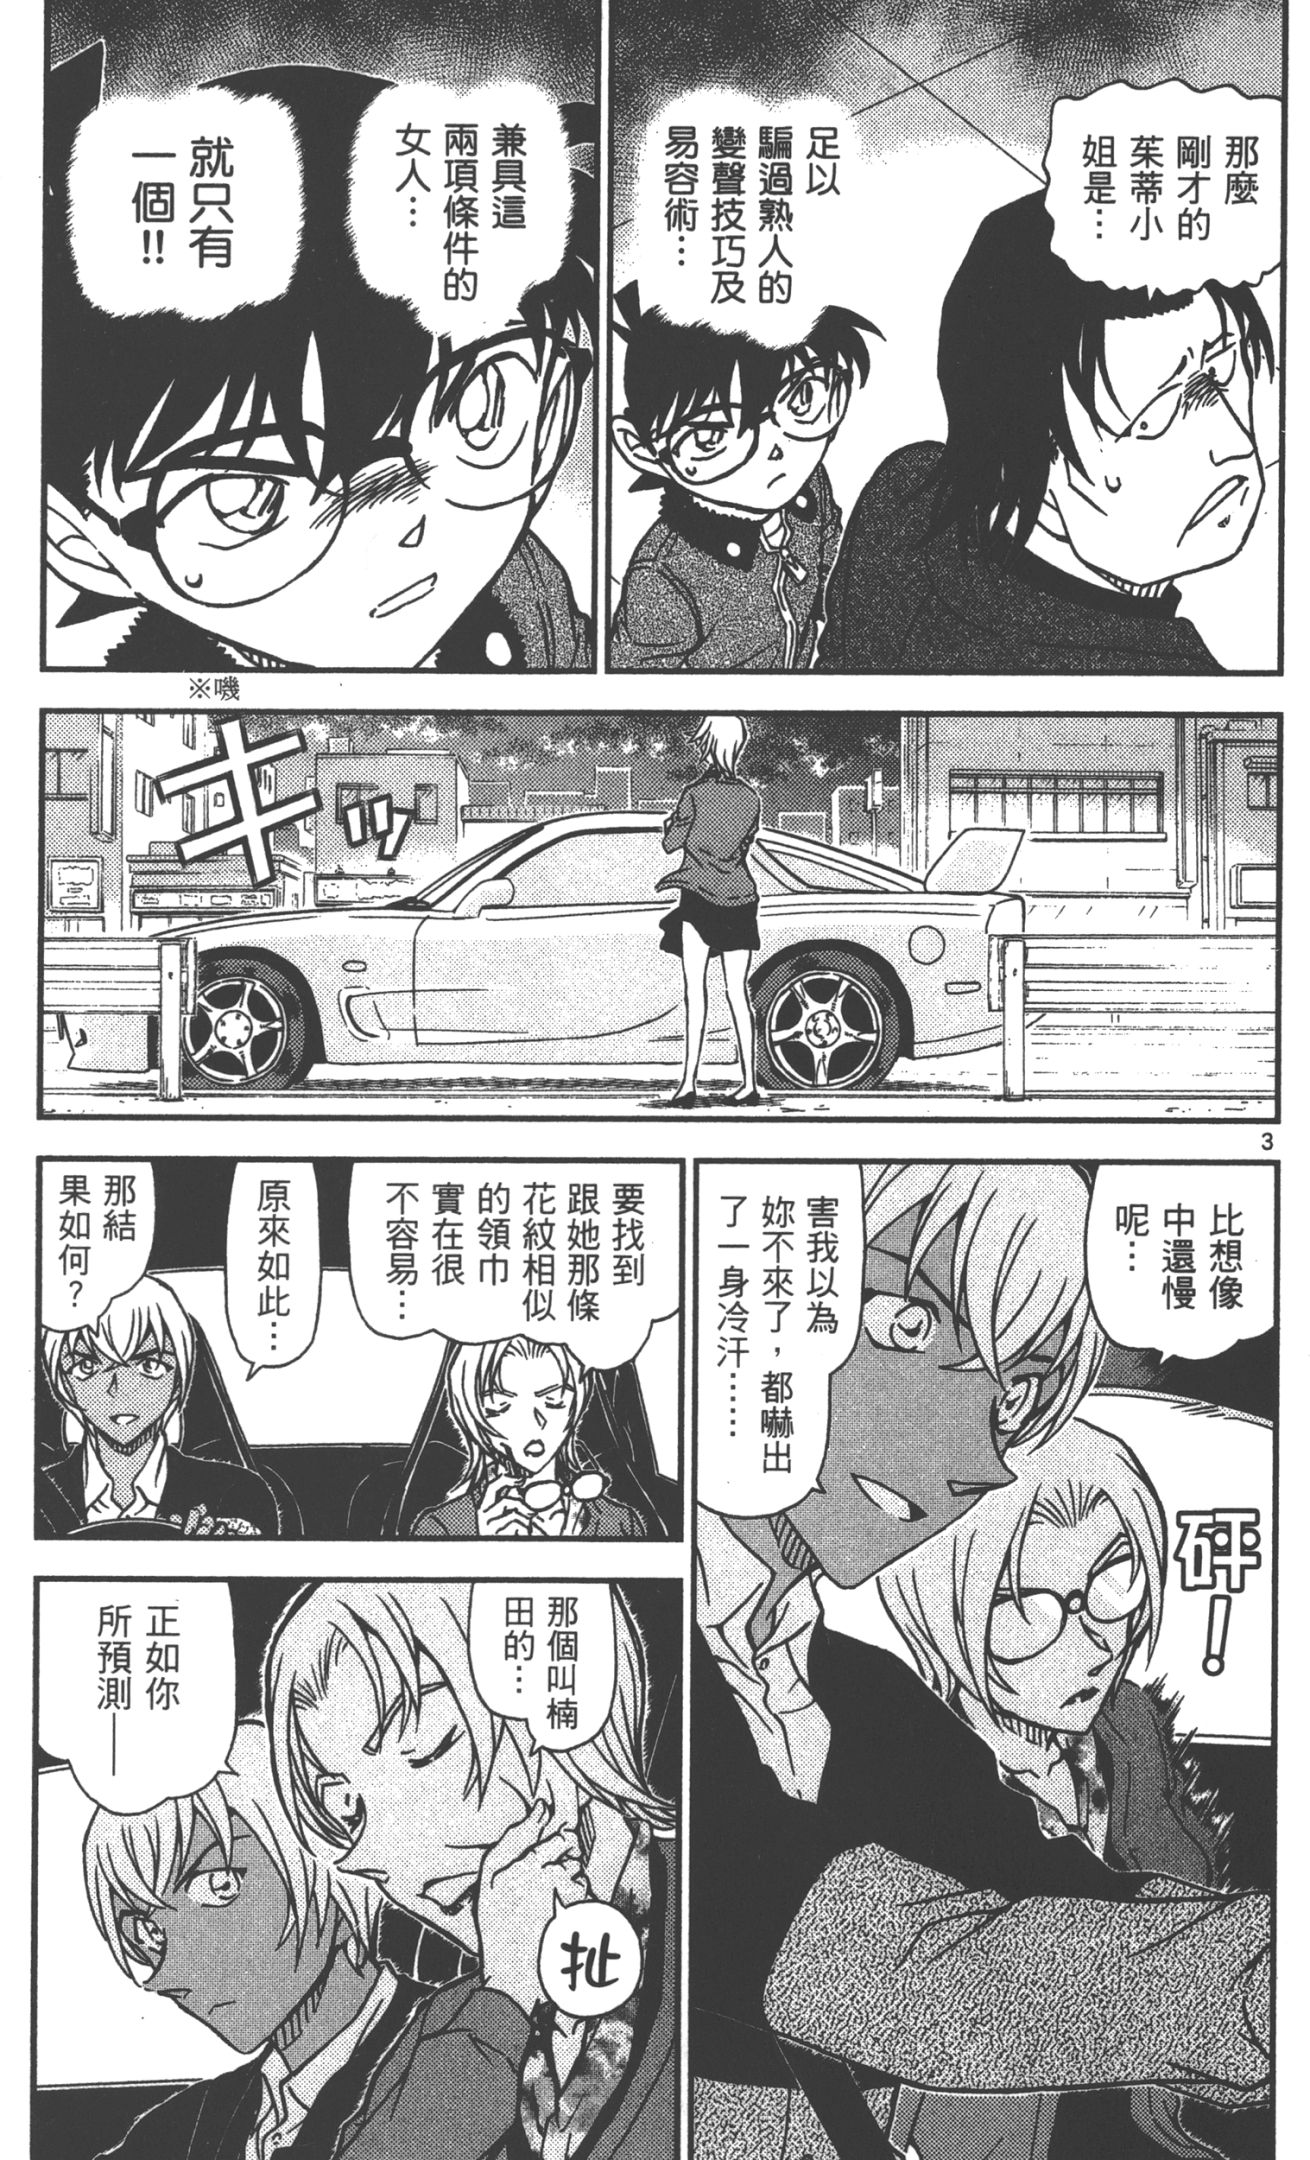 那麼
剛才的
茱蒂小
姐是…
足以
騙過熟人的
變聲技巧及
易容術…
兼具這
兩項條件的
女人…
就只有
一個!!
※嘰
キキッ
3
比想像
中還慢
呢…
害我以為
妳不來了，都嚇出
了一身冷汗……
砰！
要找到
跟她那條
花紋相似
的領巾
實在很
不容易…
原來如此…
那結
果如何？
那個叫楠
田的…
扯
正如你
所預測——